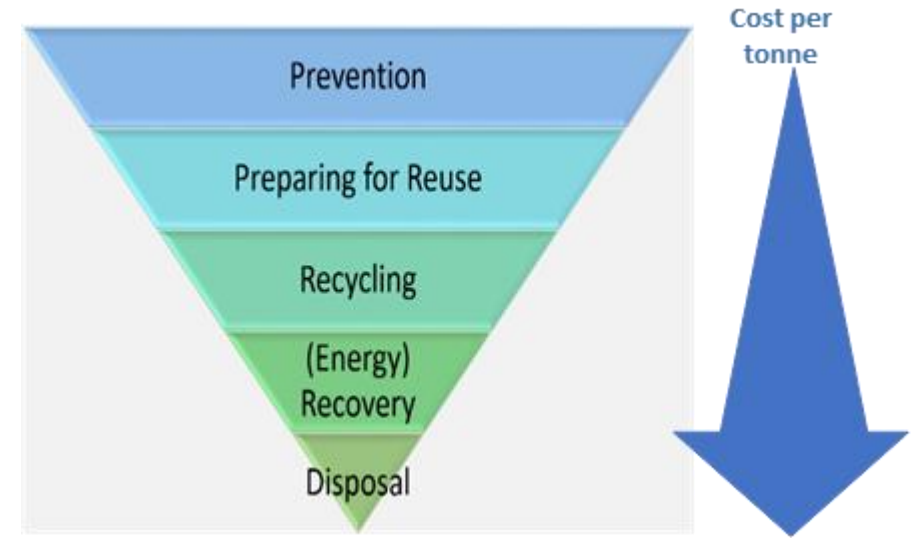 Cost per
tonne
Prevention
Preparing for Reuse
Recycling
(Energy)
Recovery
Disposal